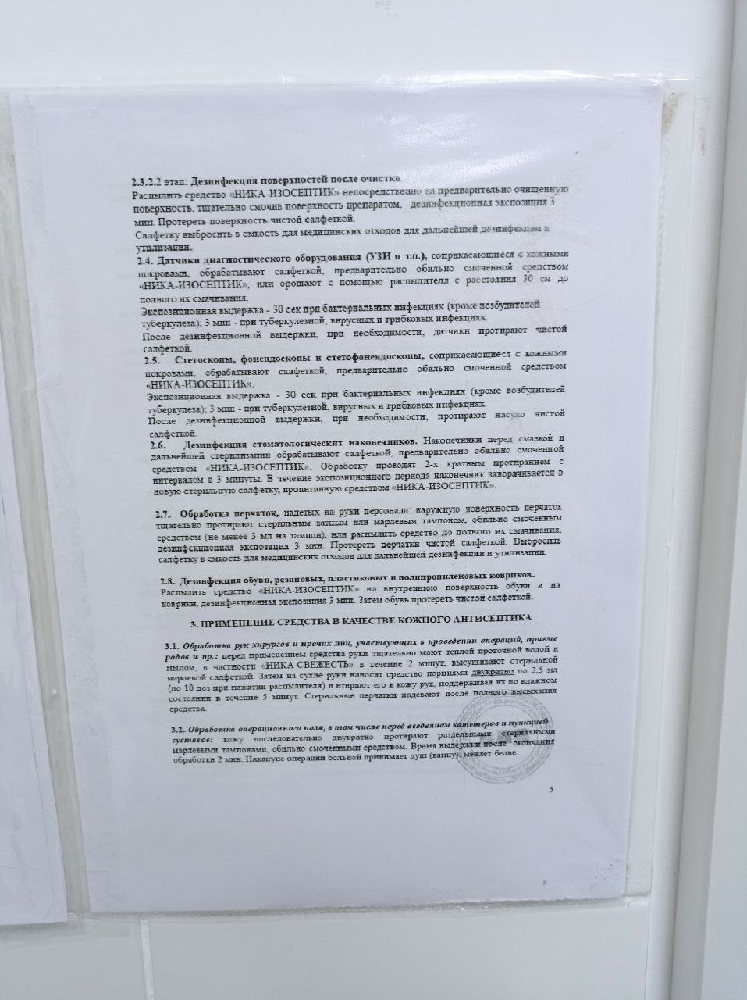 2.3.2.2 этап: Дезинфекция поверхностей после очистки
Распылить средство «НИКА-ИЗОСЕПТИК» непосредственно на предварительно очищенную
поверхность, тщательно смочив поверхность препаратом, дезинфекционная экспозиция 3
мин. Протереть поверхность чистой салфеткой.
Салфетку выбросить в емкость для медицинских отходов для дальнейшей дезинфекции и
утилизации.
2.4. Датчики диагностического оборудования (УЗИ и т.п.), соприкасающиеся с кожными
покровами, обрабатывают салфеткой, предварительно обильно смоченной средством
«НИКА-ИЗОСЕПТИК», или орошают с помощью распылителя с расстояния 30 см до
полного их смачивания.
Экспозиционная выдержка - 30 сек при бактериальных инфекциях (кроме возбудителей
туберкулеза); 3 мин - при туберкулезной, вирусных и грибковых инфекциях.
После дезинфекционной выдержки, при необходимости, датчики протирают чистой
салфеткой.
2.5. Стетоскопы, фонендоскопы и стетофонендоскопы, соприкасающиеся с кожными
покровами, обрабатывают салфеткой, предварительно обильно смоченной средством
«НИКА-ИЗОСЕПТИК».
Экспозиционная выдержка - 30 сек при бактериальных инфекциях (кроме возбудителей
туберкулеза); 3 мин - при туберкулезной, вирусных и грибковых инфекциях.
После дезинфекционной выдержки, при необходимости, протирают насухо чистой
салфеткой.
2.6. Дезинфекция стоматологических наконечников. Наконечники перед смазкой и
дальнейшей стерилизации обрабатывают салфеткой, предварительно обильно смоченной
средством «НИКА-ИЗОСЕПТИК». Обработку проводят 2-х кратным протиранием с
интервалом в 3 минуты. В течение экспозиционного периода наконечник заворачивается в
новую стерильную салфетку, пропитанную средством «НИКА-ИЗОСЕПТИК».
2.7. Обработка перчаток, надетых на руки персонала: наружную поверхность перчаток
тщательно протирают стерильным ватным или марлевым тампоном, обильно смоченным
средством (не менее 3 мл на тампон), или распылить средство до полного их смачивания,
дезинфекционная экспозиция 3 мин. Протереть перчатки чистой салфеткой. Выбросить
салфетку в емкость для медицинских отходов для дальнейшей дезинфекции и утилизации.
2.8. Дезинфекция обуви, резиновых, пластиковых и полипропиленовых ковриков.
Распылить средство «НИКА-ИЗОСЕПТИК» на внутреннюю поверхность обуви и на
коврики, дезинфекционная экспозиция 3 мин. Затем обувь протереть чистой салфеткой.
3. ПРИМЕНЕНИЕ СРЕДСТВА В КАЧЕСТВЕ КОЖНОГО АНТИСЕПТИКА
3.1. Обработка рук хирургов и прочих лиц, участвующих в проведении операций, приеме
родов и пр.: перед применением средства руки тщательно моют теплой проточной водой и
мылом, в частности «НИКА-СВЕЖЕСТЬ» в течение 2 минут, высушивают стерильной
марлевой салфеткой. Затем на сухие руки наносят средство порциями двукратно по 2,5 мл
(по 10 доз при нажатии распылителя) и втирают его в кожу рук, поддерживая их во влажном
состоянии в течение 5 минут. Стерильные перчатки надевают после полного высыхания
средства.
3.2. Обработка операционного поля, в том числе перед введением катетеров и пункцией
суставов: кожу последовательно двукратно протирают раздельными стерильными
марлевыми тампонами, обильно смоченными средством. Время выдержки после окончания
обработки 2 мин. Накануне операции больной принимает душ (ванну), меняет белье.
5